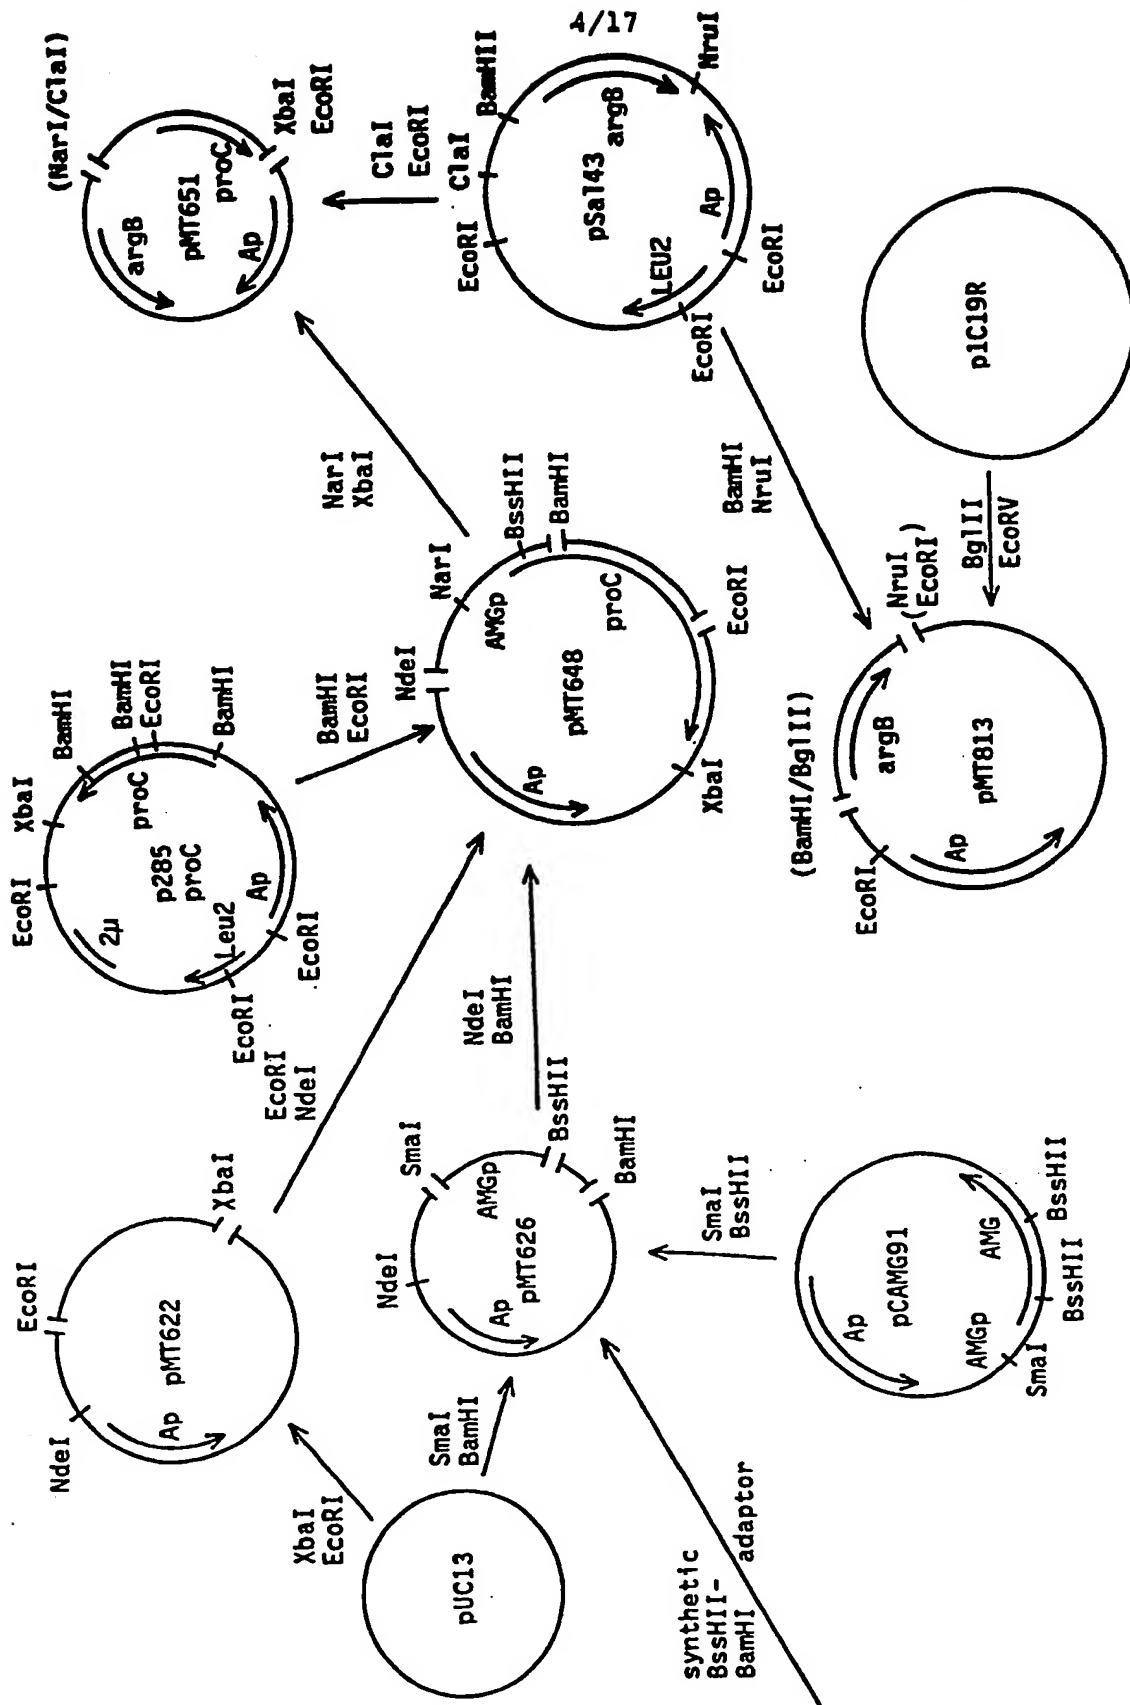 4/17
pUC13
XbaI
EcoRI
SmaI
BamHI
synthetic
BssHII-
BamHI adaptor
NdeI
EcoRI
XbaI
Ap
pMT622
NdeI
SmaI
BssHII
BamHI
AMGp
Ap
pMT626
SmaI
BssHII
Ap
pCAMG91
AMGp
AMG
SmaI
BssHII
BssHII
EcoRI
NdeI
NdeI
BamHI
EcoRI
XbaI
BamHI
BamHI
EcoRI
BamHI
proC
2µ
p285
proC
Leu2
Ap
EcoRI
EcoRI
BamHI
EcoRI
NdeI
NarI
BssHII
BamHI
AMGp
proC
EcoRI
XbaI
Ap
pMT648
NarI
XbaI
(NarI/ClaI)
argB
pMT651
proC
Ap
XbaI
EcoRI
ClaI
EcoRI
EcoRI
ClaI
BamHII
argB
pSa143
NruI
Ap
LEU2
EcoRI
EcoRI
BamHI
NruI
(BamHI/BglII)
(NruI
EcoRI)
EcoRI
argB
Ap
pMT813
BglII
EcoRV
pIC19R